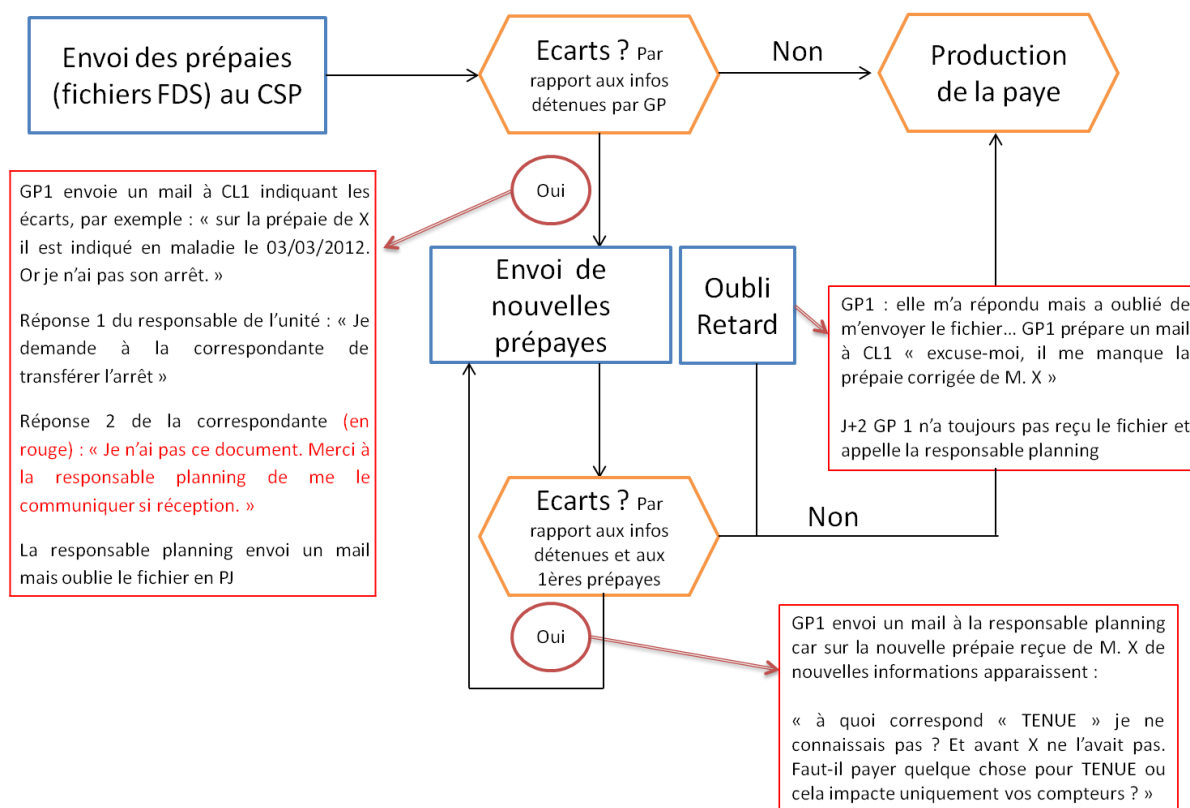 Envoi des prépaies
(fichiers FDS) au CSP
Ecarts ? Par
rapport aux infos
détenues par GP
Non
Production
de la paye
Oui
GP1 envoie un mail à CL1 indiquant les
écarts, par exemple : « sur la prépaie de X
il est indiqué en maladie le 03/03/2012.
Or je n’ai pas son arrêt. »
Réponse 1 du responsable de l’unité : « Je
demande à la correspondante de
transférer l’arrêt »
Réponse 2 de la correspondante (en
rouge) : « Je n’ai pas ce document. Merci à
la responsable planning de me le
communiquer si réception. »
La responsable planning envoi un mail
mais oublie le fichier en PJ
Envoi de
nouvelles
prépayes
Oubli
Retard
GP1 : elle m’a répondu mais a oublié de
m’envoyer le fichier… GP1 prépare un mail
à CL1 « excuse-moi, il me manque la
prépaie corrigée de M. X »
J+2 GP 1 n’a toujours pas reçu le fichier et
appelle la responsable planning
Ecarts ? Par
rapport aux infos
détenues et aux
1ères prépayes
Non
Oui
GP1 envoi un mail à la responsable planning
car sur la nouvelle prépaie reçue de M. X de
nouvelles informations apparaissent :
« à quoi correspond « TENUE » je ne
connaissais pas ? Et avant X ne l’avait pas.
Faut-il payer quelque chose pour TENUE ou
cela impacte uniquement vos compteurs ? »